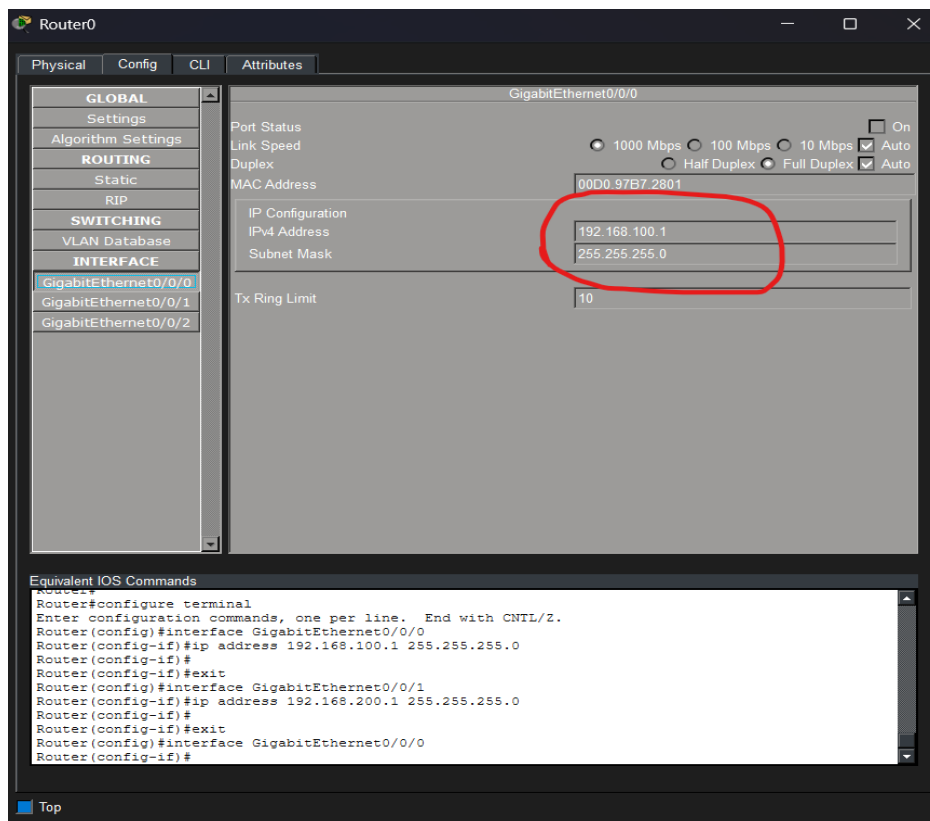 Router0
Physical Config CLI Attributes
GLOBAL
Settings
Algorithm Settings
ROUTING
Static
RIP
SWITCHING
VLAN Database
INTERFACE
GigabitEthernet0/0/0
GigabitEthernet0/0/1
GigabitEthernet0/0/2
GigabitEthernet0/0/0
Port Status On
Link Speed 1000 Mbps 100 Mbps 10 Mbps Auto
Duplex Half Duplex Full Duplex Auto
MAC Address 00D0.97B7.2801
IP Configuration
IPv4 Address 192.168.100.1
Subnet Mask 255.255.255.0
Tx Ring Limit 10
Equivalent IOS Commands
Router#
Router#configure terminal
Enter configuration commands, one per line. End with CNTL/Z.
Router(config)#interface GigabitEthernet0/0/0
Router(config-if)#ip address 192.168.100.1 255.255.255.0
Router(config-if)#
Router(config-if)#exit
Router(config)#interface GigabitEthernet0/0/1
Router(config-if)#ip address 192.168.200.1 255.255.255.0
Router(config-if)#
Router(config-if)#exit
Router(config)#interface GigabitEthernet0/0/0
Router(config-if)#
Top